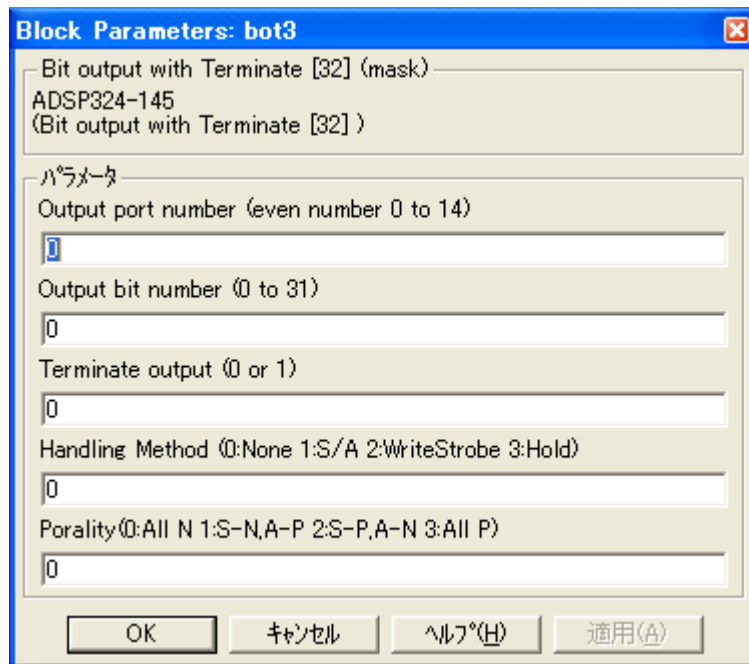 Block Parameters: bot3
Bit output with Terminate [32] (mask)
ADSP324-145
(Bit output with Terminate [32] )
パラメータ
Output port number (even number 0 to 14)
0
Output bit number (0 to 31)
0
Terminate output (0 or 1)
0
Handling Method (0:None 1:S/A 2:WriteStrobe 3:Hold)
0
Porality(0:All N 1:S-N,A-P 2:S-P,A-N 3:All P)
0
OK キャンセル ヘルプ(H) 適用(A)